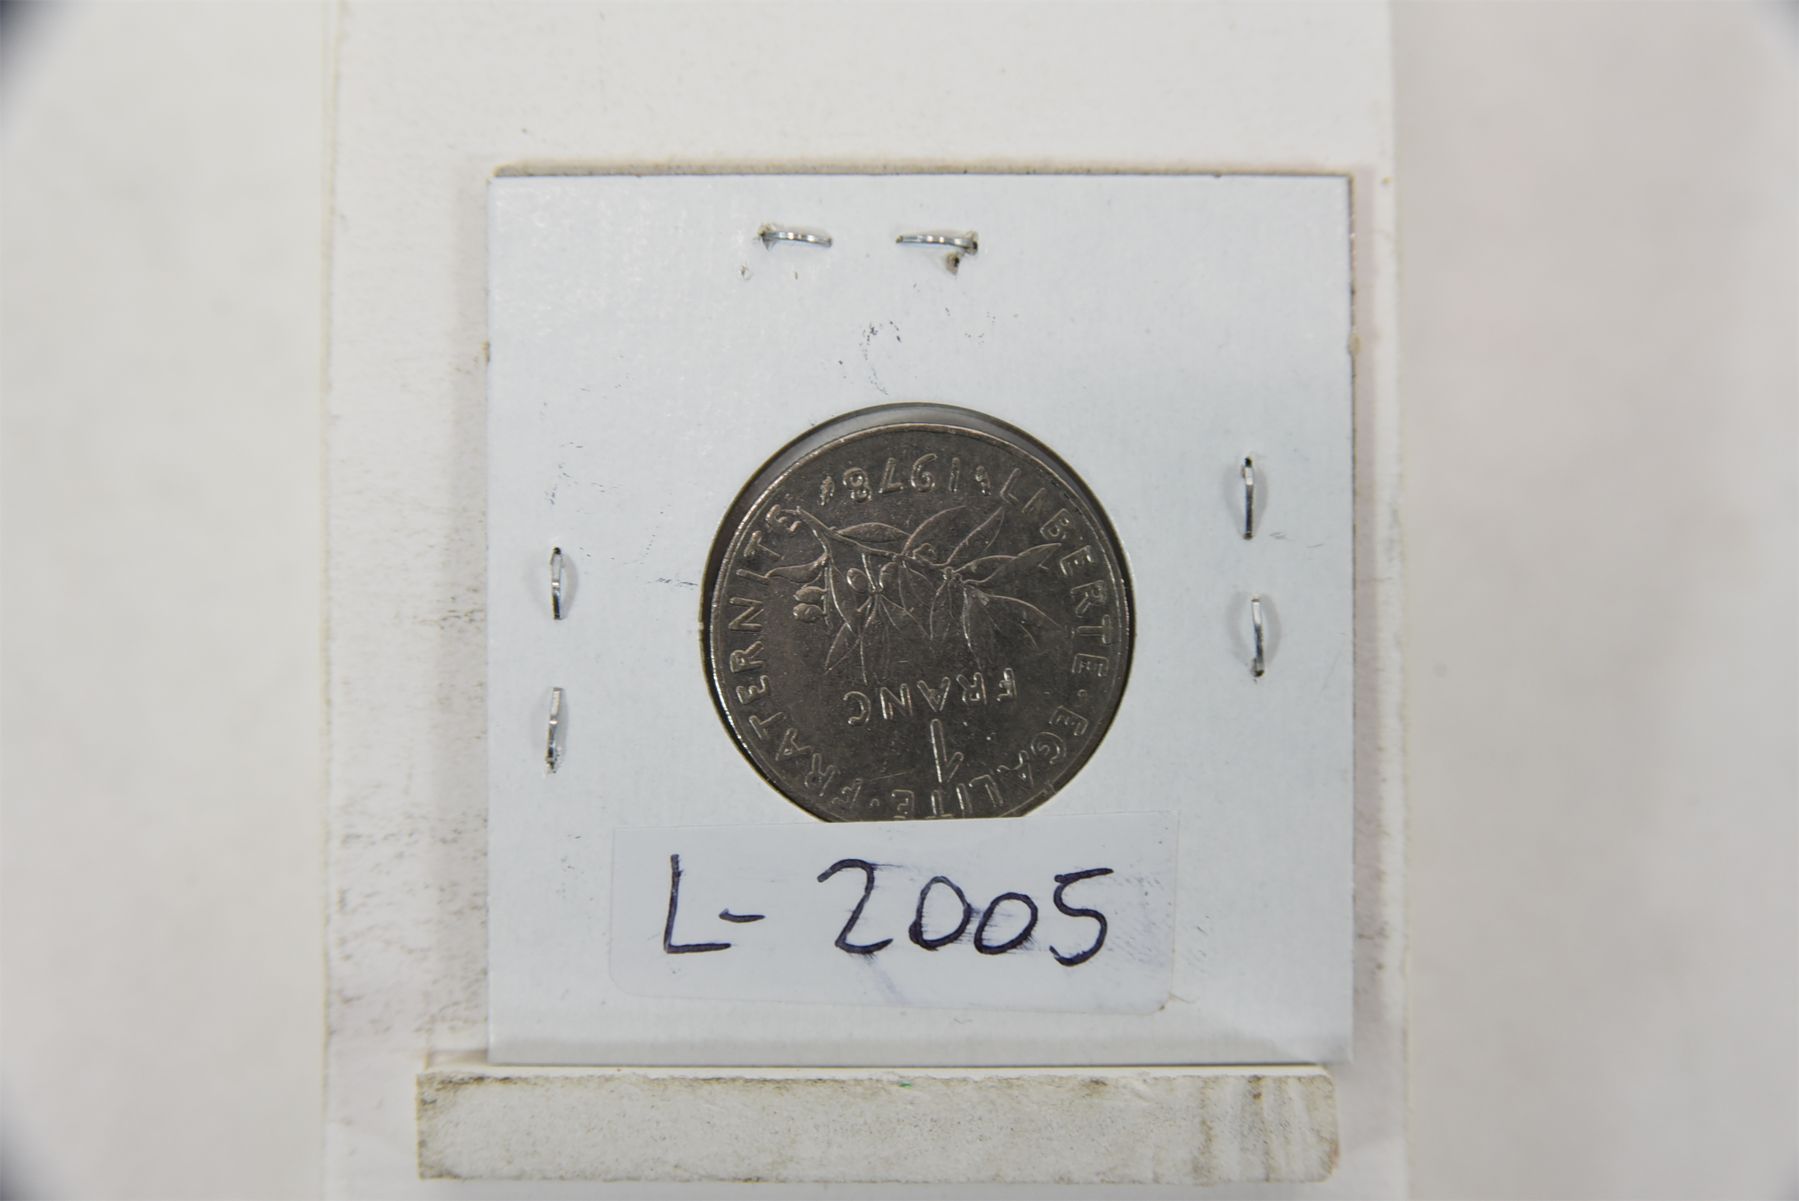 LIBERTE · EGALITE · FRATERNITE
1978
1
FRANC
L-2005